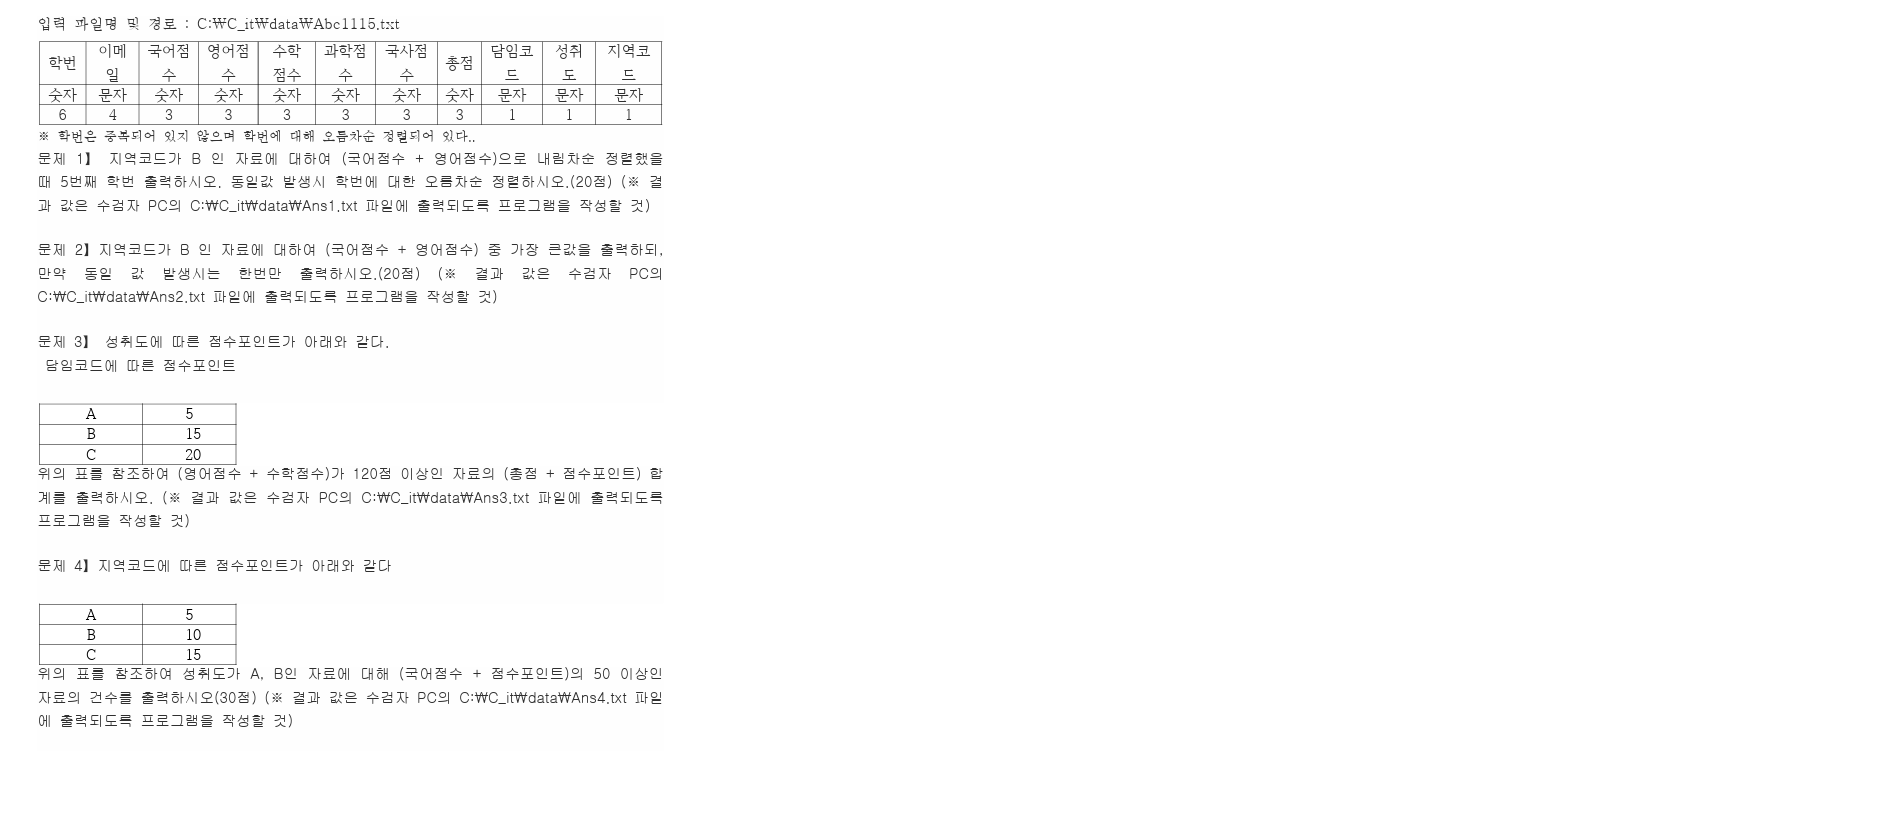 입력 파일명 및 경로 : C:₩C_it₩data₩Abc1115.txt
학번 이메일 국어점수 영어점수 수학점수 과학점수 국사점수 총점 담임코드 성취도 지역코드
숫자 문자 숫자 숫자 숫자 숫자 숫자 숫자 문자 문자 문자
6 4 3 3 3 3 3 3 1 1 1
※ 학번은 중복되어 있지 않으며 학번에 대해 오름차순 정렬되어 있다..
문제 1】 지역코드가 B 인 자료에 대하여 (국어점수 + 영어점수)으로 내림차순 정렬했을
때 5번째 학번 출력하시오. 동일값 발생시 학번에 대한 오름차순 정렬하시오.(20점) (※ 결
과 값은 수검자 PC의 C:₩C_it₩data₩Ans1.txt 파일에 출력되도록 프로그램을 작성할 것)
문제 2】지역코드가 B 인 자료에 대하여 (국어점수 + 영어점수) 중 가장 큰값을 출력하되,
만약 동일 값 발생시는 한번만 출력하시오.(20점) (※ 결과 값은 수검자 PC의
C:₩C_it₩data₩Ans2.txt 파일에 출력되도록 프로그램을 작성할 것)
문제 3】 성취도에 따른 점수포인트가 아래와 같다.
담임코드에 따른 점수포인트
A 5
B 15
C 20
위의 표를 참조하여 (영어점수 + 수학점수)가 120점 이상인 자료의 (총점 + 점수포인트) 합
계를 출력하시오. (※ 결과 값은 수검자 PC의 C:₩C_it₩data₩Ans3.txt 파일에 출력되도록
프로그램을 작성할 것)
문제 4】지역코드에 따른 점수포인트가 아래와 같다
A 5
B 10
C 15
위의 표를 참조하여 성취도가 A, B인 자료에 대해 (국어점수 + 점수포인트)의 50 이상인
자료의 건수를 출력하시오(30점) (※ 결과 값은 수검자 PC의 C:₩C_it₩data₩Ans4.txt 파일
에 출력되도록 프로그램을 작성할 것)